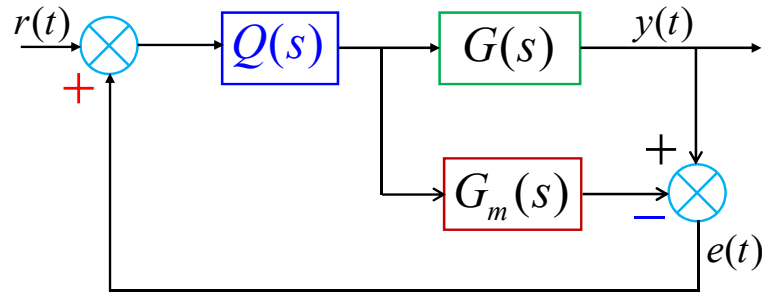 r(t) Q(s) G(s) y(t)
+
+
G_m(s)
−
e(t)